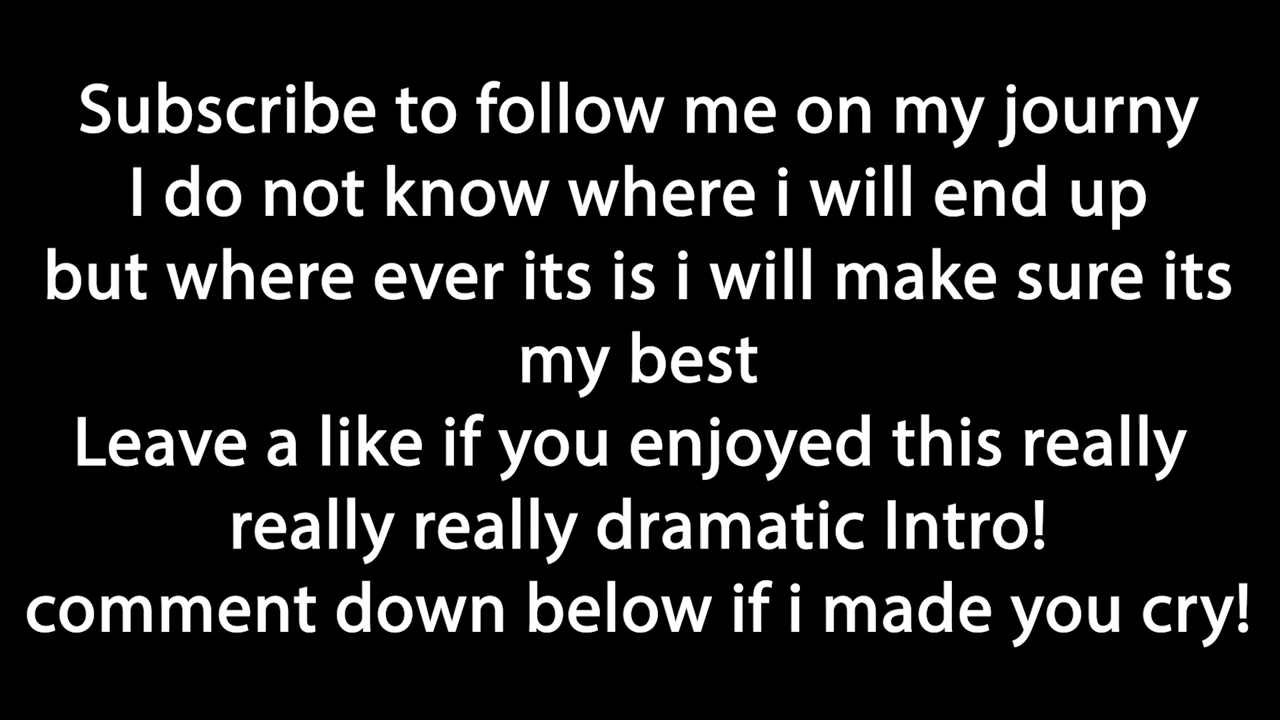 Subscribe to follow me on my journy
I do not know where i will end up
but where ever its is i will make sure its
my best
Leave a like if you enjoyed this really
really really dramatic Intro!
comment down below if i made you cry!